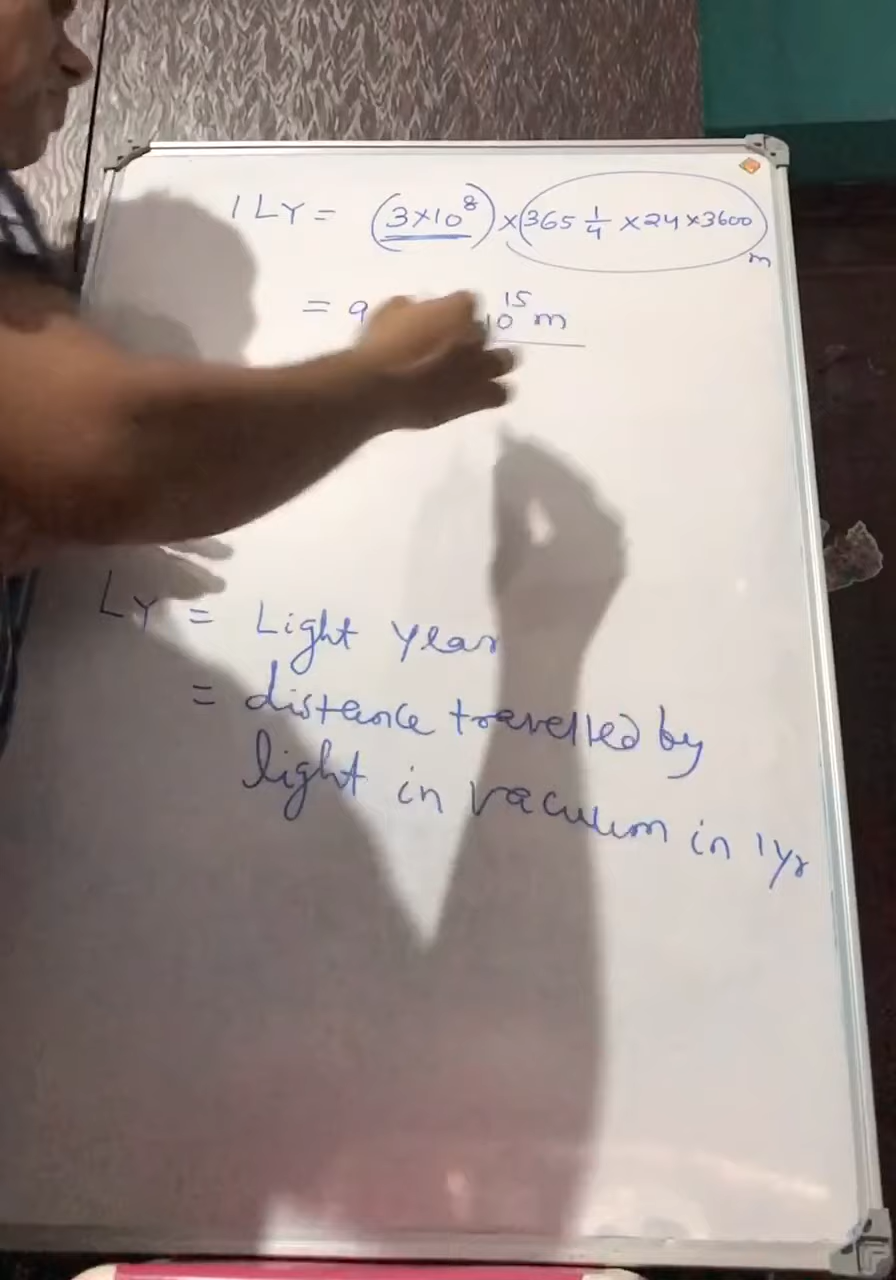 1 LY = (3×10⁸) × (365 1/4 × 24 × 3600) m
= 9 10¹⁵ m
LY = Light Year
= distance travelled by
light in vacuum in 1 yr